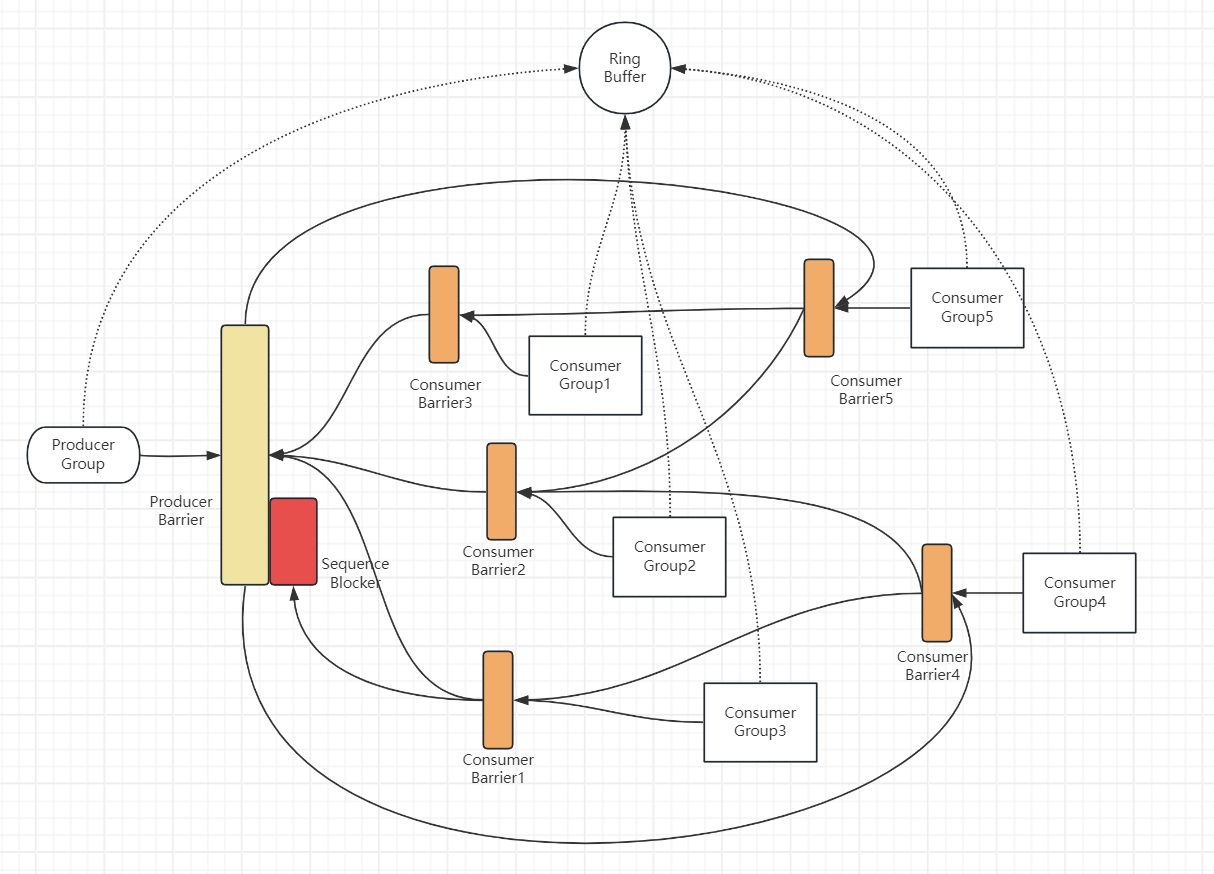 Ring
Buffer
Consumer
Group5
Consumer
Group1
Consumer
Barrier3
Consumer
Barrier5
Producer
Group
Producer
Barrier
Sequence
Blocker
Consumer
Barrier2
Consumer
Group2
Consumer
Group4
Consumer
Barrier4
Consumer
Group3
Consumer
Barrier1